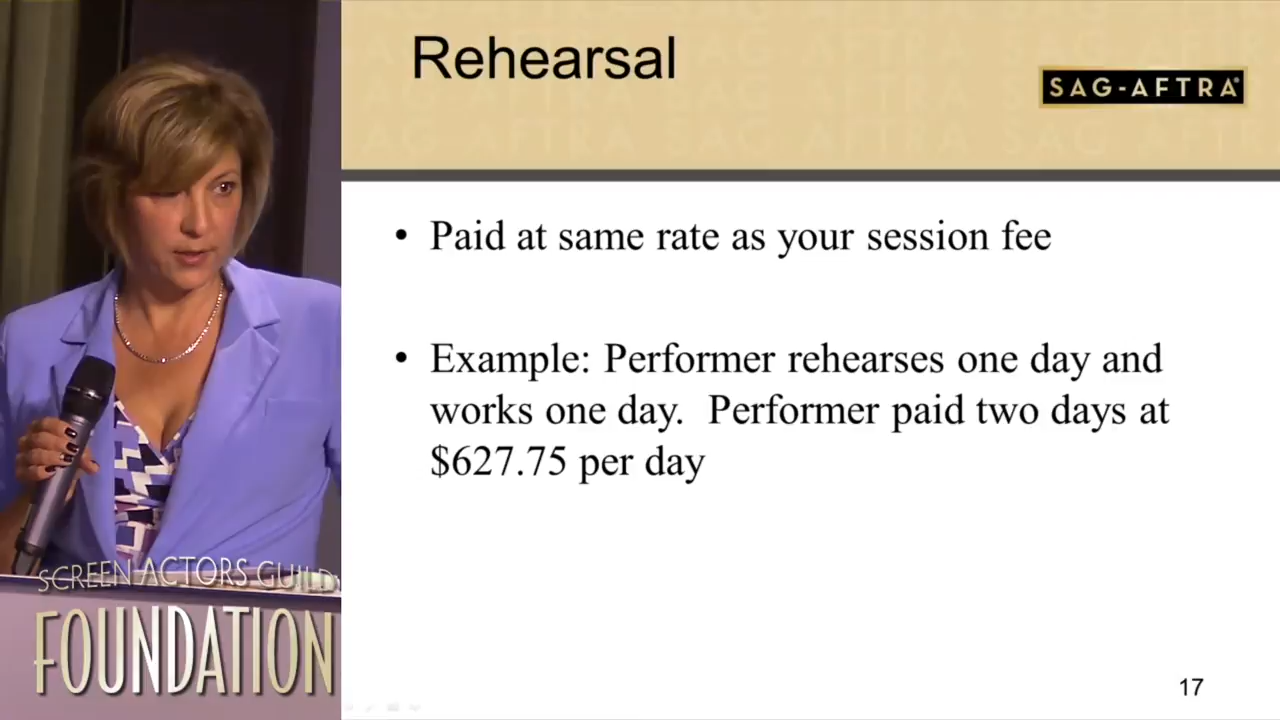 Rehearsal
SAG-AFTRA
• Paid at same rate as your session fee
• Example: Performer rehearses one day and
works one day. Performer paid two days at
$627.75 per day
SCREEN ACTORS GUILD
FOUNDATION
17